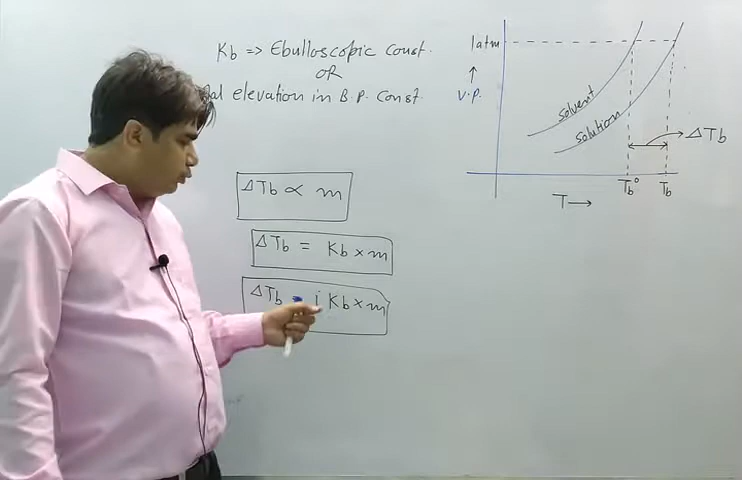 Kb => Ebulloscopic Const.
OR
elevation in B.P. Const.
ΔTb ∝ m
ΔTb = Kb × m
ΔTb = i Kb × m
1atm
↑
V.P.
solvent
solution
ΔTb
Tb° Tb
T→